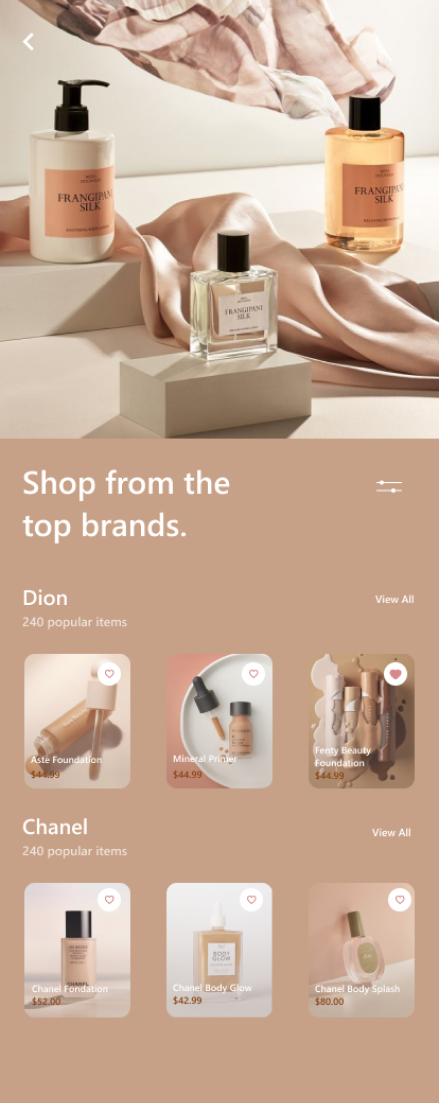 FRANGIPANI
SILK
FRANGIPANI
SILK
FRANGIPANI
SILK
Shop from the
top brands.
Dion
View All
240 popular items
Aste Foundation
$44.99
Mineral Primer
$44.99
Fenty Beauty
Foundation
$44.99
Chanel
View All
240 popular items
Chanel Fondation
$52.00
BODY
GLOW
Chanel Body Glow
$42.99
Chanel Body Splash
$80.00